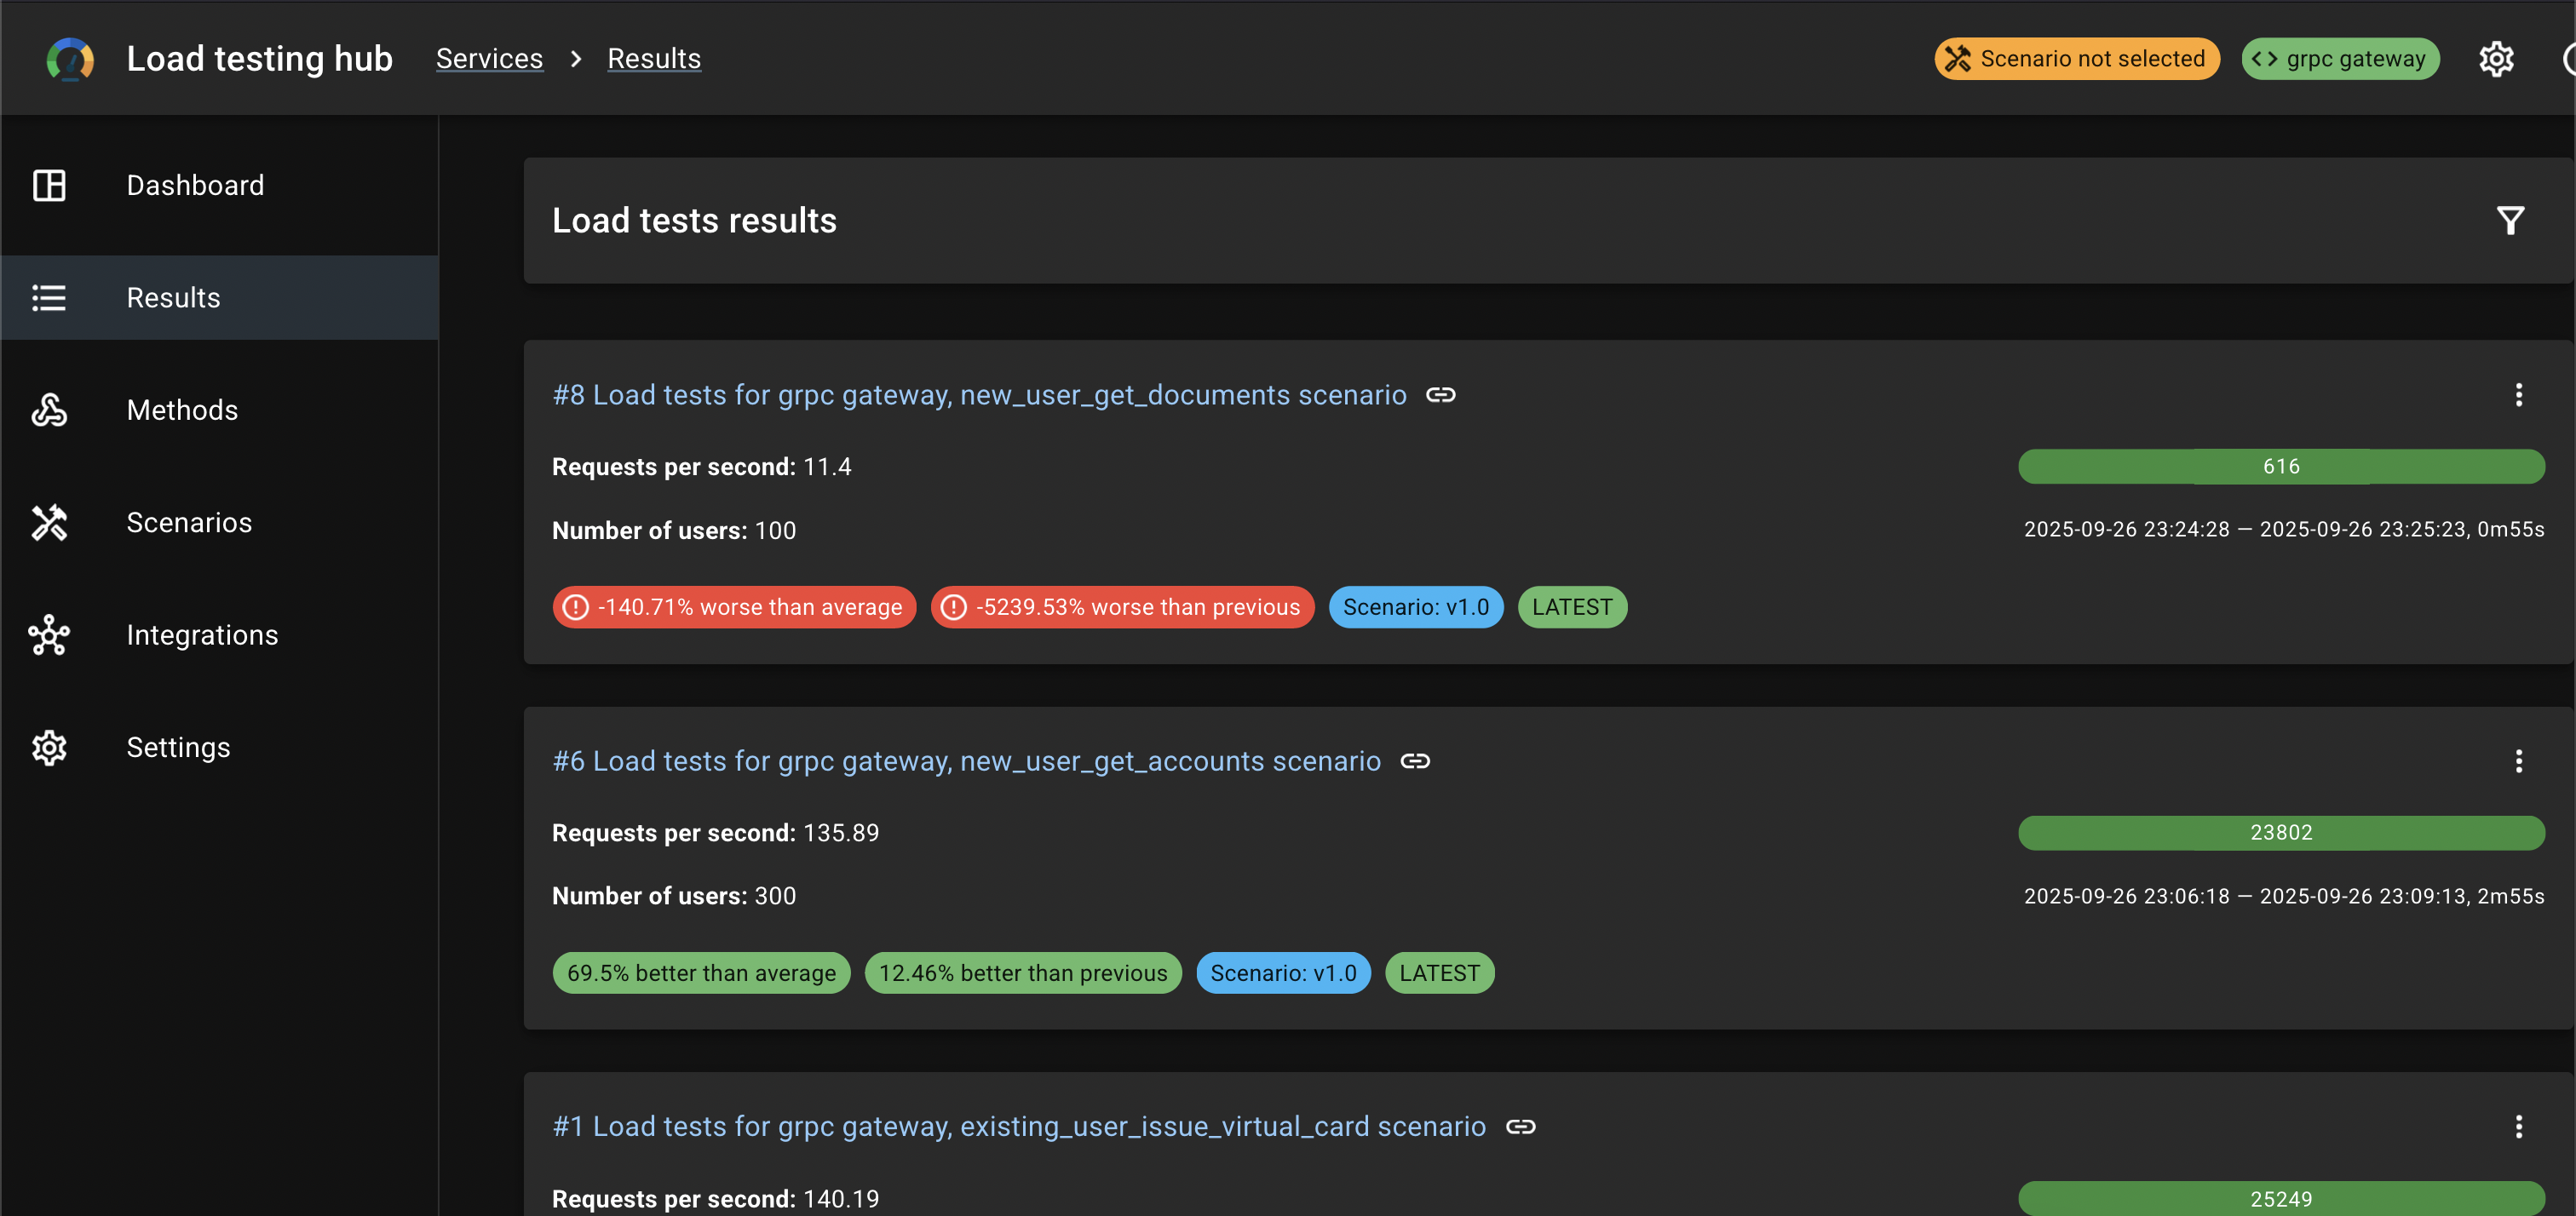 Load testing hub Services > Results Scenario not selected <> grpc gateway
Dashboard
Results
Methods
Scenarios
Integrations
Settings
Load tests results
#8 Load tests for grpc gateway, new_user_get_documents scenario
Requests per second: 11.4
616
Number of users: 100
2025-09-26 23:24:28 — 2025-09-26 23:25:23, 0m55s
-140.71% worse than average -5239.53% worse than previous Scenario: v1.0 LATEST
#6 Load tests for grpc gateway, new_user_get_accounts scenario
Requests per second: 135.89
23802
Number of users: 300
2025-09-26 23:06:18 — 2025-09-26 23:09:13, 2m55s
69.5% better than average 12.46% better than previous Scenario: v1.0 LATEST
#1 Load tests for grpc gateway, existing_user_issue_virtual_card scenario
Requests per second: 140.19
25249